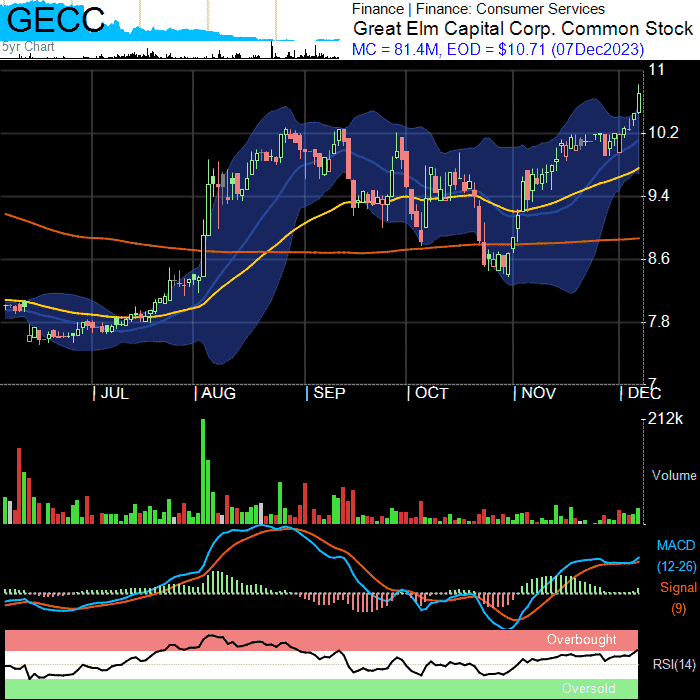 GECC
5yr Chart
Finance | Finance: Consumer Services
Great Elm Capital Corp. Common Stock
MC = 81.4M, EOD = $10.71 (07Dec2023)
11
10.2
9.4
8.6
7.8
7
JUL AUG SEP OCT NOV DEC
212k
Volume
MACD
(12-26)
Signal
(9)
Overbought
RSI(14)
Oversold